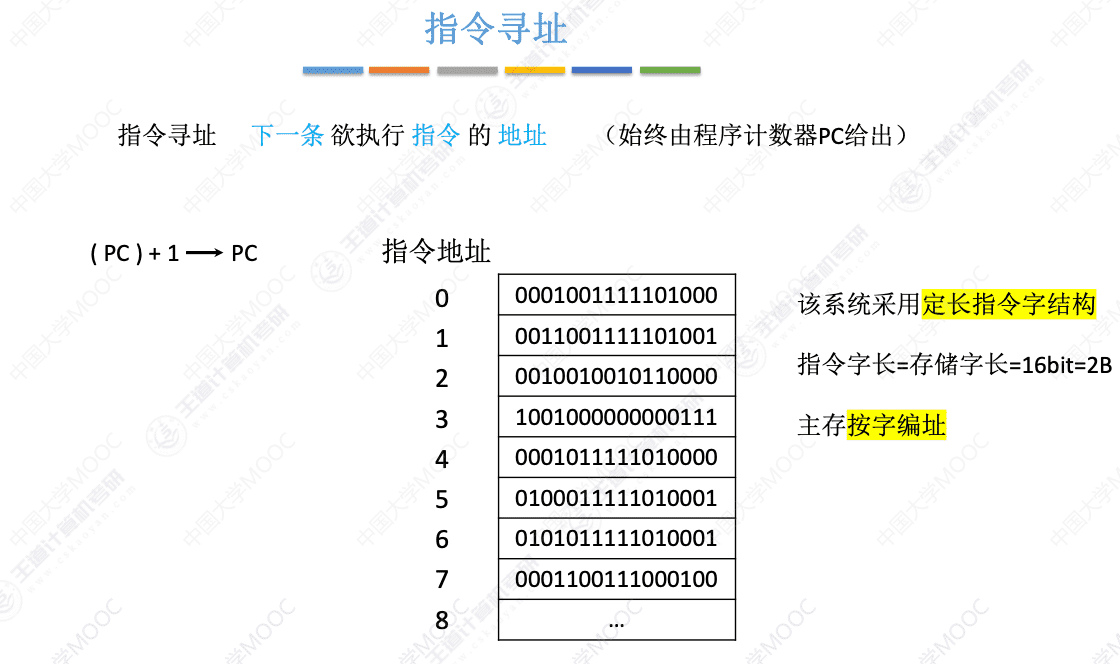 指令寻址
指令寻址 下一条 欲执行 指令 的 地址 （始终由程序计数器PC给出）
( PC ) + 1 → PC
指令地址
0 0001001111101000
1 0011001111101001
2 0010010010110000
3 1001000000000111
4 0001011111010000
5 0100011111010001
6 0101011111010001
7 0001100111000100
8 ...
该系统采用定长指令字结构
指令字长=存储字长=16bit=2B
主存按字编址
中国大学MOOC
王道计算机考研
www.cskaoyan.com